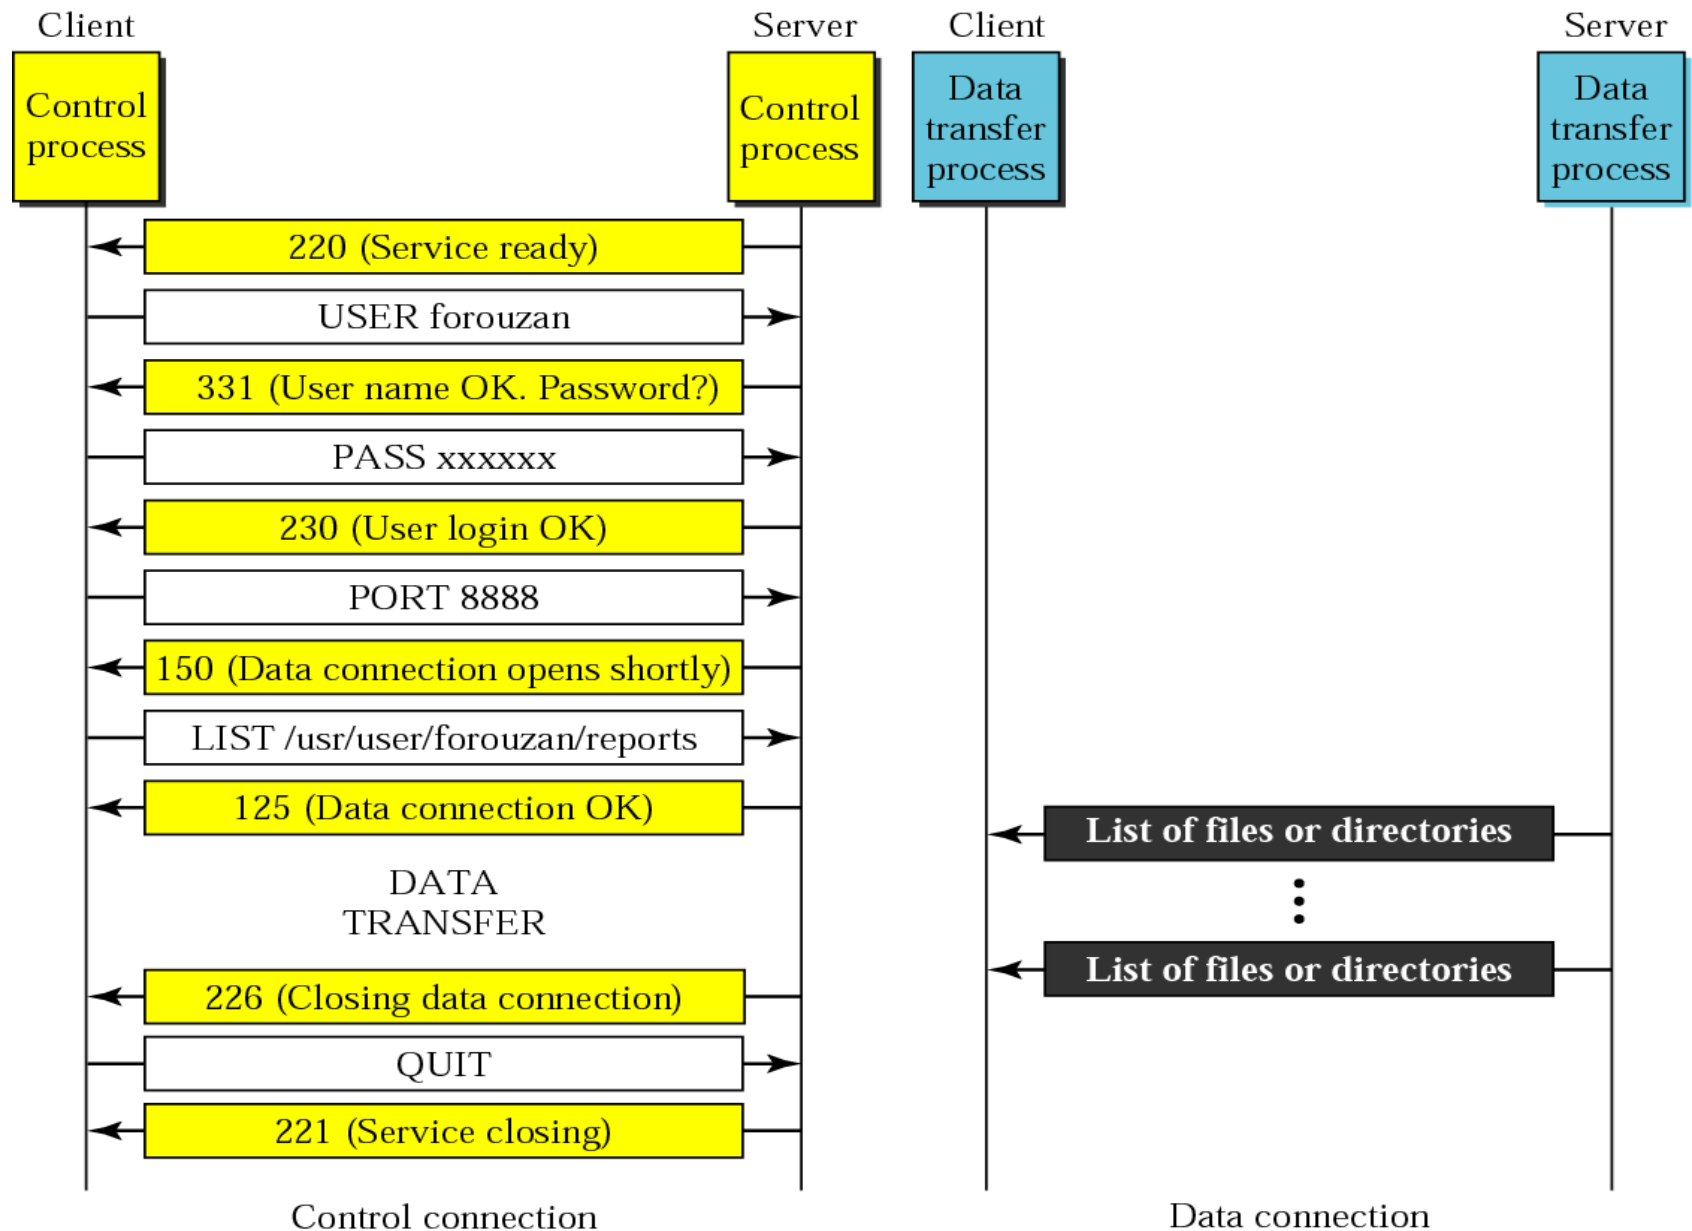 Client
Server
Client
Server
Control
process
Control
process
Data
transfer
process
Data
transfer
process
220 (Service ready)
USER forouzan
331 (User name OK. Password?)
PASS xxxxxx
230 (User login OK)
PORT 8888
150 (Data connection opens shortly)
LIST /usr/user/forouzan/reports
125 (Data connection OK)
List of files or directories
DATA
TRANSFER
List of files or directories
226 (Closing data connection)
QUIT
221 (Service closing)
Control connection
Data connection